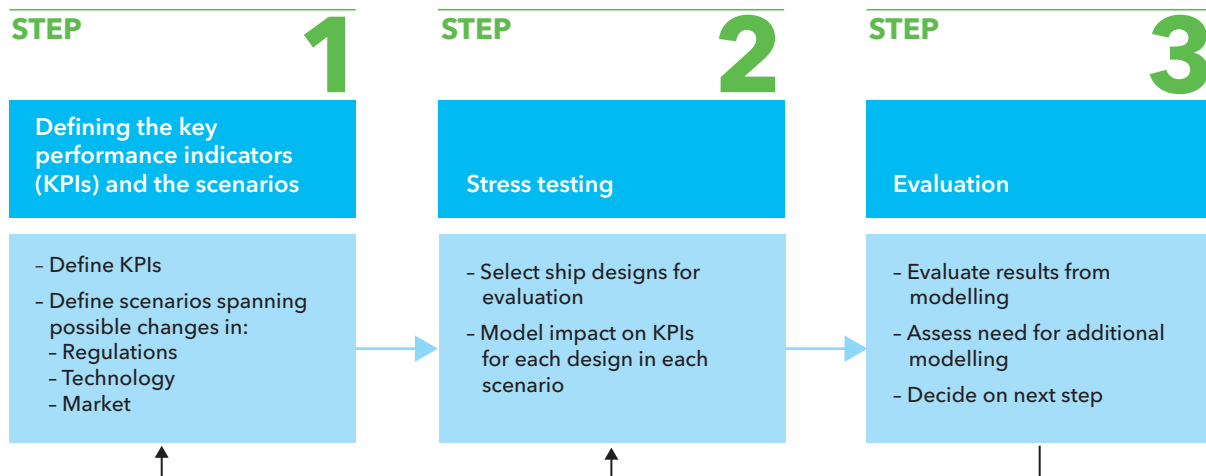 STEP
1
Defining the key
performance indicators
(KPIs) and the scenarios
– Define KPIs
– Define scenarios spanning
possible changes in:
– Regulations
– Technology
– Market
STEP
2
Stress testing
– Select ship designs for
evaluation
– Model impact on KPIs
for each design in each
scenario
STEP
3
Evaluation
– Evaluate results from
modelling
– Assess need for additional
modelling
– Decide on next step